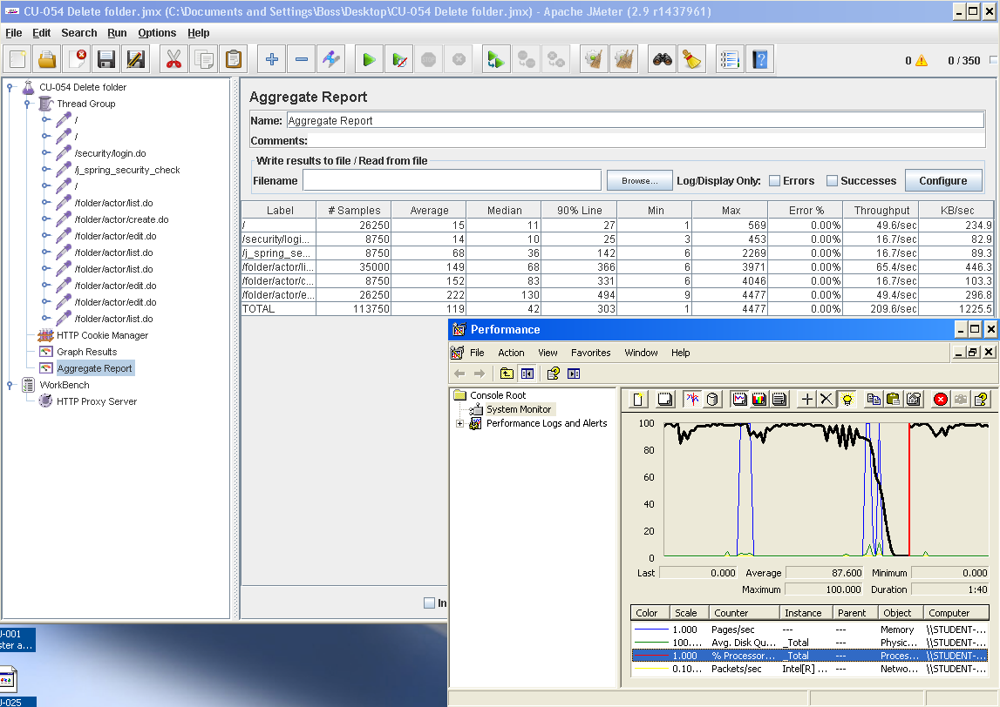 CU-054 Delete folder.jmx (C:\Documents and Settings\Boss\Desktop\CU-054 Delete folder.jmx) - Apache JMeter (2.9 r1437961)
File Edit Search Run Options Help
0 0 / 350
CU-054 Delete folder
Thread Group
/
/
/security/login.do
/j_spring_security_check
/
/folder/actor/list.do
/folder/actor/create.do
/folder/actor/edit.do
/folder/actor/list.do
/folder/actor/list.do
/folder/actor/edit.do
/folder/actor/edit.do
/folder/actor/list.do
HTTP Cookie Manager
Graph Results
Aggregate Report
WorkBench
HTTP Proxy Server
Aggregate Report
Name: Aggregate Report
Comments:
Write results to file / Read from file
Filename Browse... Log/Display Only: Errors Successes Configure
Label # Samples Average Median 90% Line Min Max Error % Throughput KB/sec
/ 26250 15 11 27 1 569 0.00% 49.6/sec 234.9
/security/logi... 8750 14 10 25 3 453 0.00% 16.7/sec 82.9
/j_spring_se... 8750 68 36 142 6 2269 0.00% 16.7/sec 89.3
/folder/actor/li... 35000 149 68 366 6 3971 0.00% 65.4/sec 446.3
/folder/actor/c... 8750 152 83 331 6 4046 0.00% 16.7/sec 103.3
/folder/actor/e... 26250 222 130 494 9 4477 0.00% 49.4/sec 296.8
TOTAL 113750 119 42 303 1 4477 0.00% 209.6/sec 1225.5
In
Performance
File Action View Favorites Window Help
Console Root
System Monitor
Performance Logs and Alerts
100
80
60
40
20
0
Last 0.000 Average 87.600 Minimum 0.000
Maximum 100.000 Duration 1:40
Color Scale Counter Instance Parent Object Computer
1.000 Pages/sec --- --- Memory \\STUDENT-...
100.... Avg. Disk Qu... _Total --- Physic... \\STUDENT-...
1.000 % Processor... _Total --- Proces... \\STUDENT-...
0.10... Packets/sec Intel[R] ... --- Netwo... \\STUDENT-...
U-001
ster a...
U-025